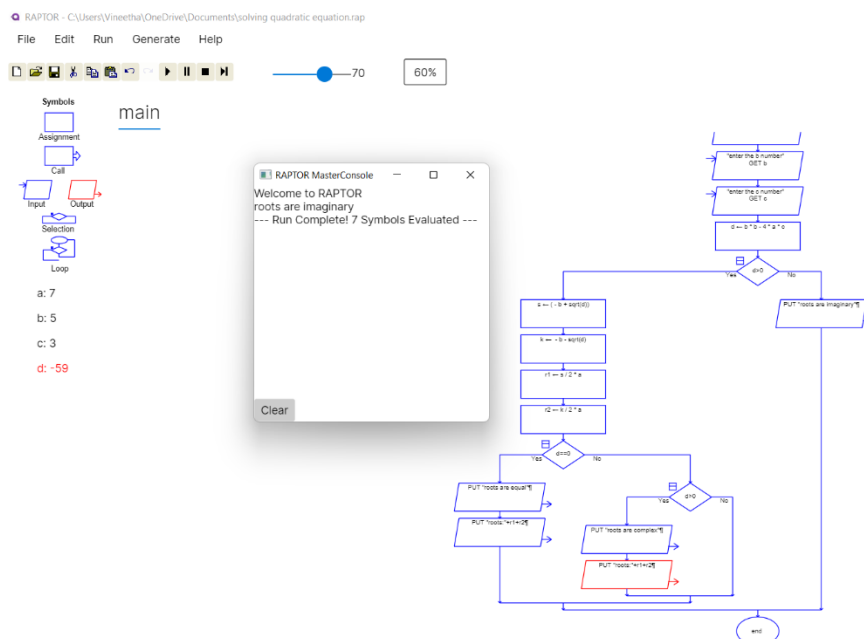 RAPTOR - C:\Users\Vineetha\OneDrive\Documents\solving quadratic equation.rap
File Edit Run Generate Help
70
60%
Symbols
Assignment
Call
Input Output
Selection
Loop
a: 7
b: 5
c: 3
d: -59
main
RAPTOR MasterConsole
Welcome to RAPTOR
roots are imaginary
--- Run Complete! 7 Symbols Evaluated ---
Clear
"enter the b number"
GET b
"enter the c number"
GET c
d ← b * b - 4 * a * c
d>0
Yes No
s ← ( - b + sqrt(d))
PUT "roots are imaginary"¶
k ← - b - sqrt(d)
r1 ← s / 2 * a
r2 ← k / 2 * a
d==0
Yes No
PUT "roots are equal"¶
d>0
Yes No
PUT "roots:"+r1+r2¶
PUT "roots are complex"¶
PUT "roots:"+r1+r2¶
end